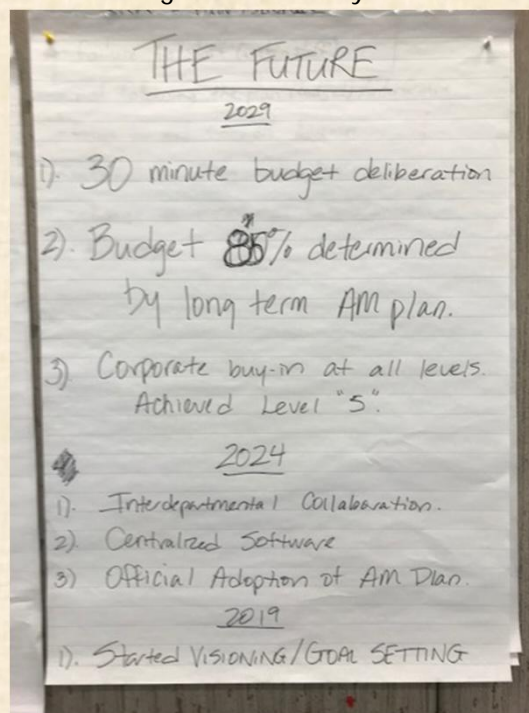 THE FUTURE
2029
1). 30 minute budget deliberation
2). Budget 85% determined
by long term AM plan.
3) Corporate buy-in at all levels.
Achieved Level "5".
2024
1). Interdepartmental Collaboration.
2). Centralized Software
3) Official Adoption of AM Plan.
2019
1). Started VISIONING/GOAL SETTING